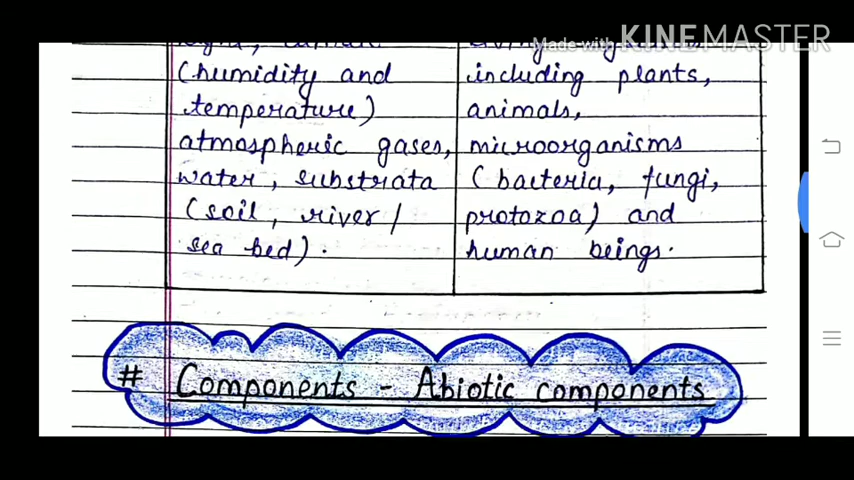 Made with KINEMASTER
(humidity and
temperature)
atmospheric gases,
water, substrata
(soil, river /
sea bed).
including plants,
animals,
microorganisms
(bacteria, fungi,
protozoa) and
human beings.
# Components - Abiotic components